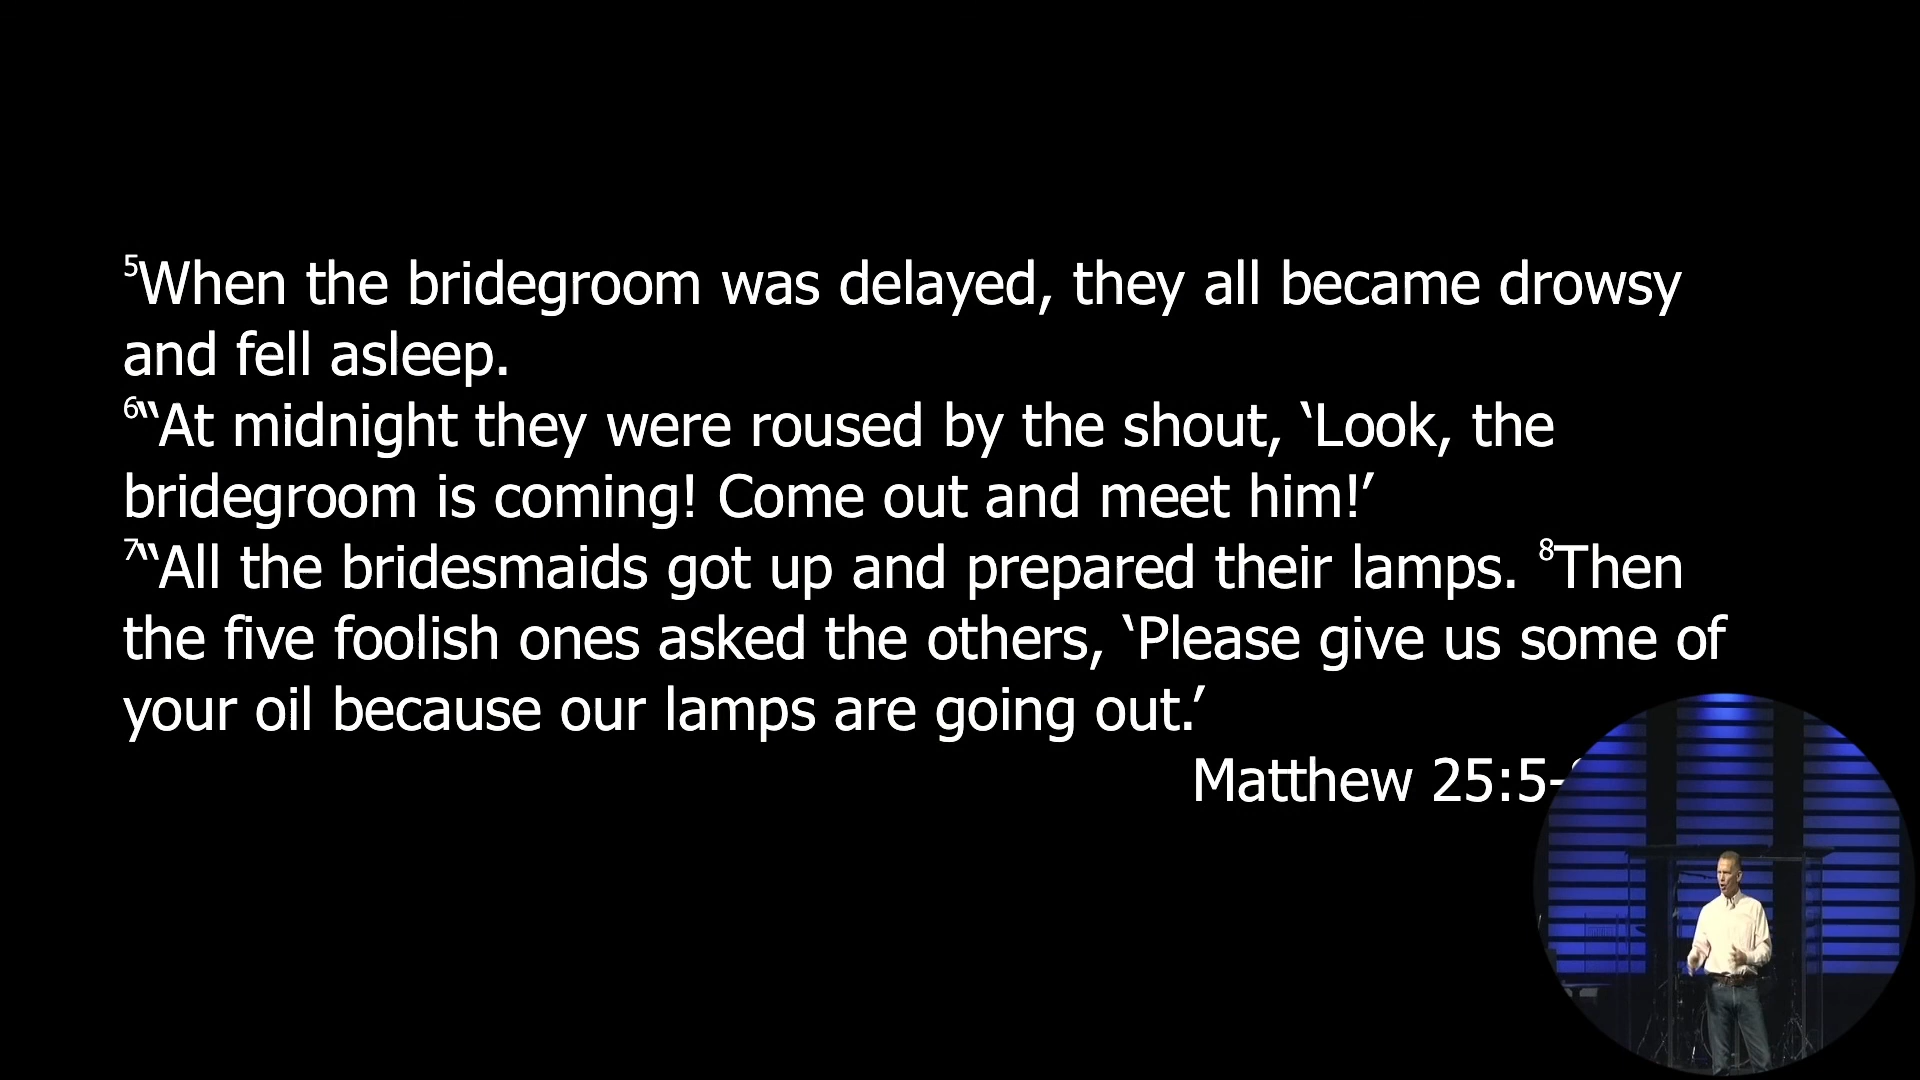 ⁵When the bridegroom was delayed, they all became drowsy
and fell asleep.
⁶“At midnight they were roused by the shout, ‘Look, the
bridegroom is coming! Come out and meet him!’
⁷“All the bridesmaids got up and prepared their lamps. ⁸Then
the five foolish ones asked the others, ‘Please give us some of
your oil because our lamps are going out.’
Matthew 25:5-